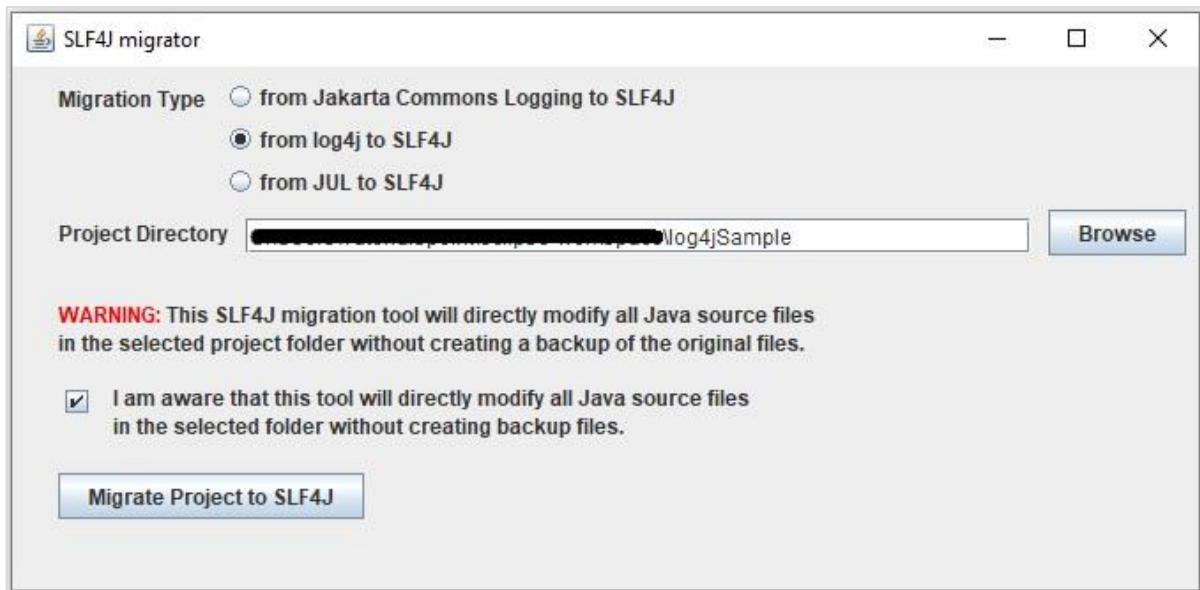 SLF4J migrator
Migration Type
from Jakarta Commons Logging to SLF4J
from log4j to SLF4J
from JUL to SLF4J
Project Directory \log4jSample Browse
WARNING: This SLF4J migration tool will directly modify all Java source files
in the selected project folder without creating a backup of the original files.
I am aware that this tool will directly modify all Java source files
in the selected folder without creating backup files.
Migrate Project to SLF4J